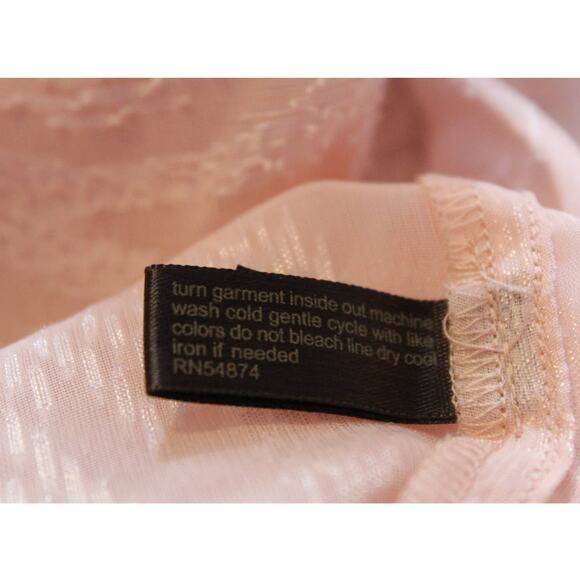 turn garment inside out machine
wash cold gentle cycle with like
colors do not bleach line dry cool
iron if needed
RN54874